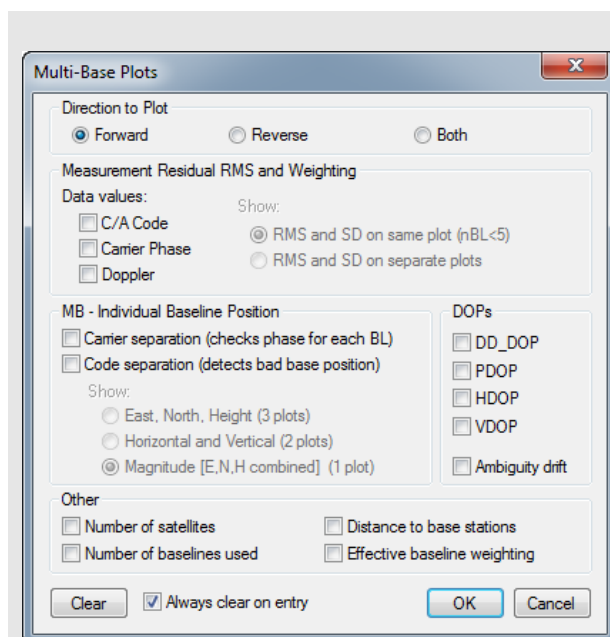 Multi-Base Plots
Direction to Plot
Forward Reverse Both
Measurement Residual RMS and Weighting
Data values:
Show:
C/A Code
RMS and SD on same plot (nBL<5)
Carrier Phase
RMS and SD on separate plots
Doppler
MB - Individual Baseline Position
Carrier separation (checks phase for each BL)
Code separation (detects bad base position)
Show:
East, North, Height (3 plots)
Horizontal and Vertical (2 plots)
Magnitude [E,N,H combined] (1 plot)
DOPs
DD_DOP
PDOP
HDOP
VDOP
Ambiguity drift
Other
Number of satellites
Distance to base stations
Number of baselines used
Effective baseline weighting
Clear
Always clear on entry
OK
Cancel